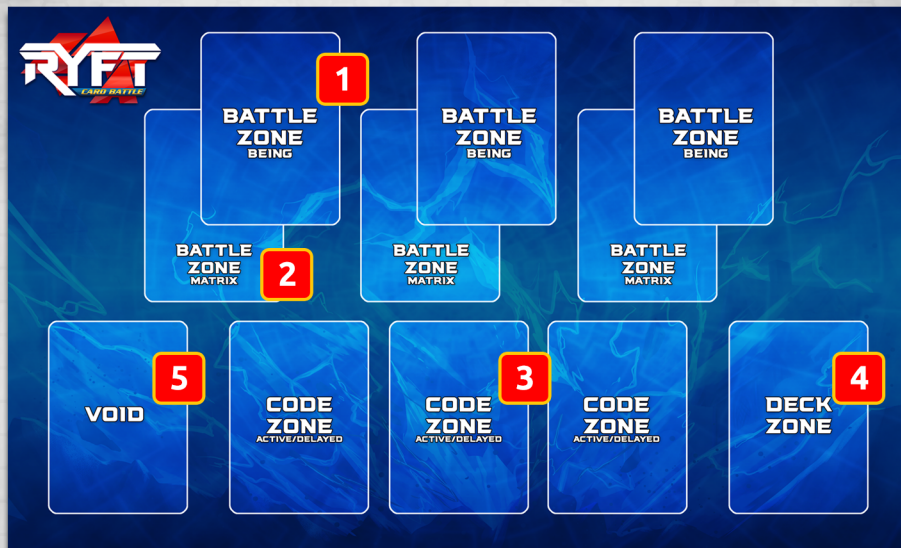 RYFT
CARD BATTLE
1
BATTLE
ZONE
BEING
BATTLE
ZONE
BEING
BATTLE
ZONE
BEING
BATTLE
ZONE
MATRIX
2
BATTLE
ZONE
MATRIX
BATTLE
ZONE
MATRIX
5
VOID
CODE
ZONE
ACTIVE/DELAYED
3
CODE
ZONE
ACTIVE/DELAYED
CODE
ZONE
ACTIVE/DELAYED
4
DECK
ZONE